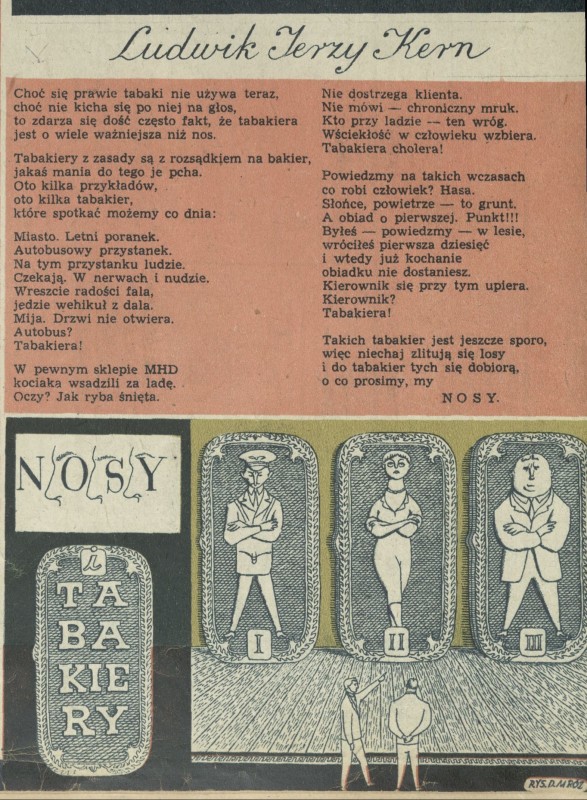 Ludwik Jerzy Kern
Choć się prawie tabaki nie używa teraz,
choć nie kicha się po niej na głos,
to zdarza się dość często fakt, że tabakiera
jest o wiele ważniejsza niż nos.
Tabakiery z zasady są z rozsądkiem na bakier,
jakaś mania do tego je pcha.
Oto kilka przykładów,
oto kilka tabakier,
które spotkać możemy co dnia:
Miasto. Letni poranek.
Autobusowy przystanek.
Na tym przystanku ludzie.
Czekają. W nerwach i nudzie.
Wreszcie radości fala,
jedzie wehikuł z dala.
Mija. Drzwi nie otwiera.
Autobus?
Tabakiera!
W pewnym sklepie MHD
kociaka wsadzili za ladę.
Oczy? Jak ryba śnięta.
Nie dostrzega klienta.
Nie mówi — chroniczny mruk.
Kto przy ladzie — ten wróg.
Wściekłość w człowieku wzbiera.
Tabakiera cholera!
Powiedzmy na takich wczasach
co robi człowiek? Hasa.
Słońce, powietrze — to grunt.
A obiad o pierwszej. Punkt!!!
Byłeś — powiedzmy — w lesie,
wróciłeś pierwsza dziesięć
i wtedy już kochanie
obiadku nie dostaniesz.
Kierownik się przy tym upiera.
Kierownik?
Tabakiera!
Takich tabakier jest jeszcze sporo,
więc niechaj zlitują się losy
i do tabakier tych się dobiorą,
o co prosimy, my
NOSY.
NOSY
i
TA
BA
KIE
RY
I
II
III
RYS. D. MRÓZ